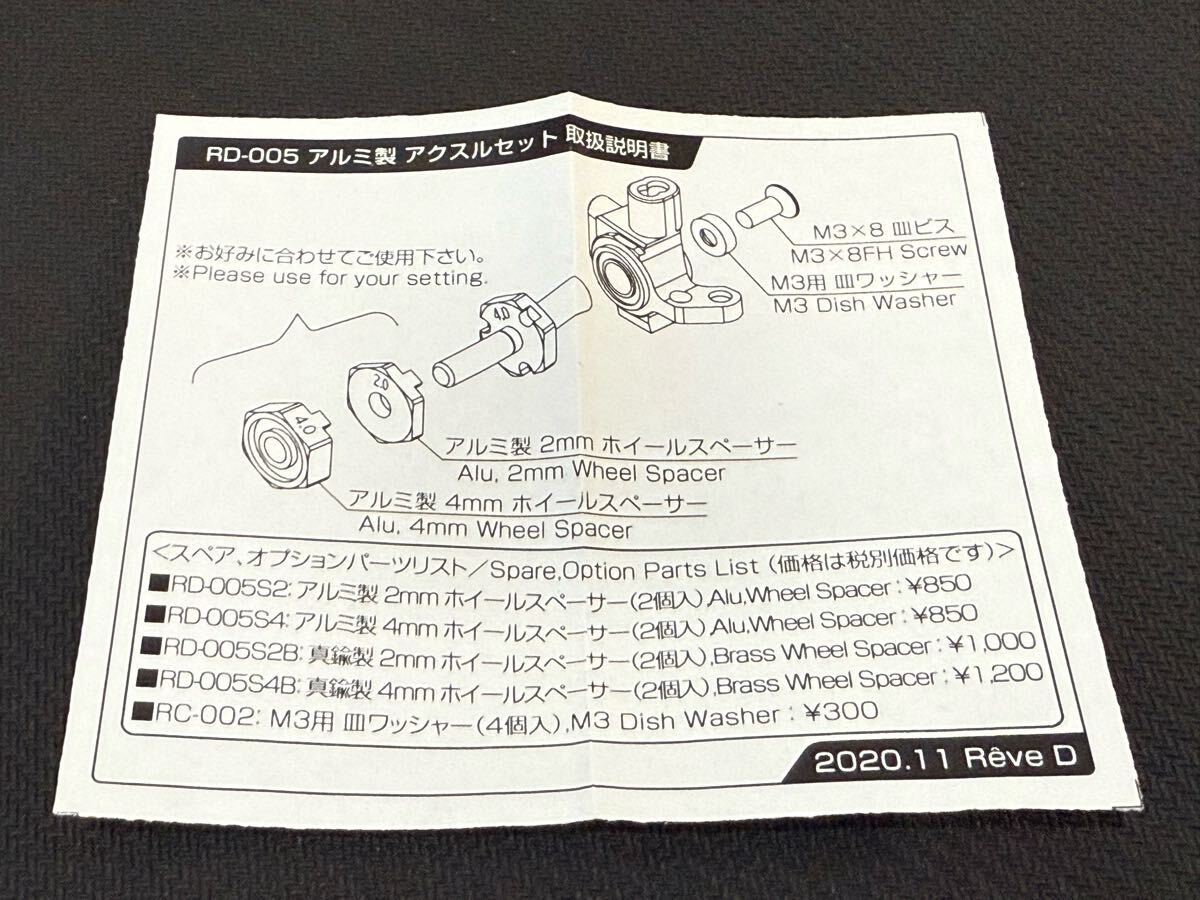 RD-005 アルミ製 アクスルセット 取扱説明書
※お好みに合わせてご使用下さい。
※Please use for your setting.
M3×8 皿ビス
M3×8FH Screw
M3用 皿ワッシャー
M3 Dish Washer
4.0
2.0
4.0
アルミ製 2mm ホイールスペーサー
Alu, 2mm Wheel Spacer
アルミ製 4mm ホイールスペーサー
Alu, 4mm Wheel Spacer
<スペア、オプションパーツリスト/Spare,Option Parts List (価格は税別価格です)>
■RD-005S2: アルミ製 2mm ホイールスペーサー(2個入),Alu,Wheel Spacer : ¥850
■RD-005S4: アルミ製 4mm ホイールスペーサー(2個入),Alu,Wheel Spacer : ¥850
■RD-005S2B: 真鍮製 2mm ホイールスペーサー(2個入),Brass Wheel Spacer : ¥1,000
■RD-005S4B: 真鍮製 4mm ホイールスペーサー(2個入),Brass Wheel Spacer : ¥1,200
■RC-002: M3用 皿ワッシャー(4個入),M3 Dish Washer : ¥300
2020.11 Rêve D